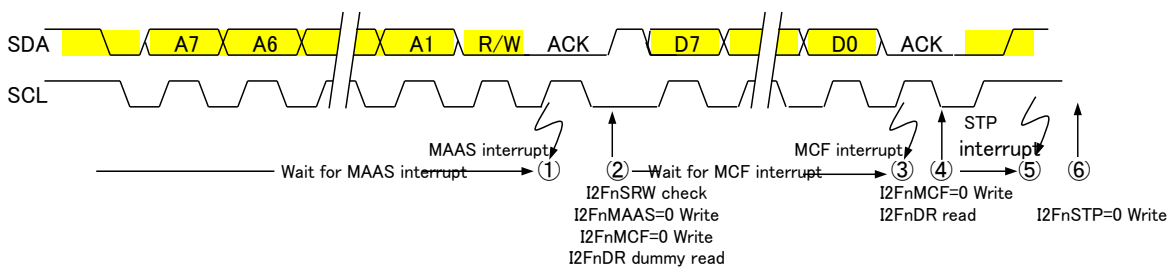 SDA A7 A6 A1 R/W ACK D7 D0 ACK
SCL
STP
MAAS interrupt MCF interrupt interrupt
Wait for MAAS interrupt ① ② Wait for MCF interrupt ③ ④ ⑤ ⑥
I2FnSRW check I2FnMCF=0 Write
I2FnMAAS=0 Write I2FnDR read I2FnSTP=0 Write
I2FnMCF=0 Write
I2FnDR dummy read